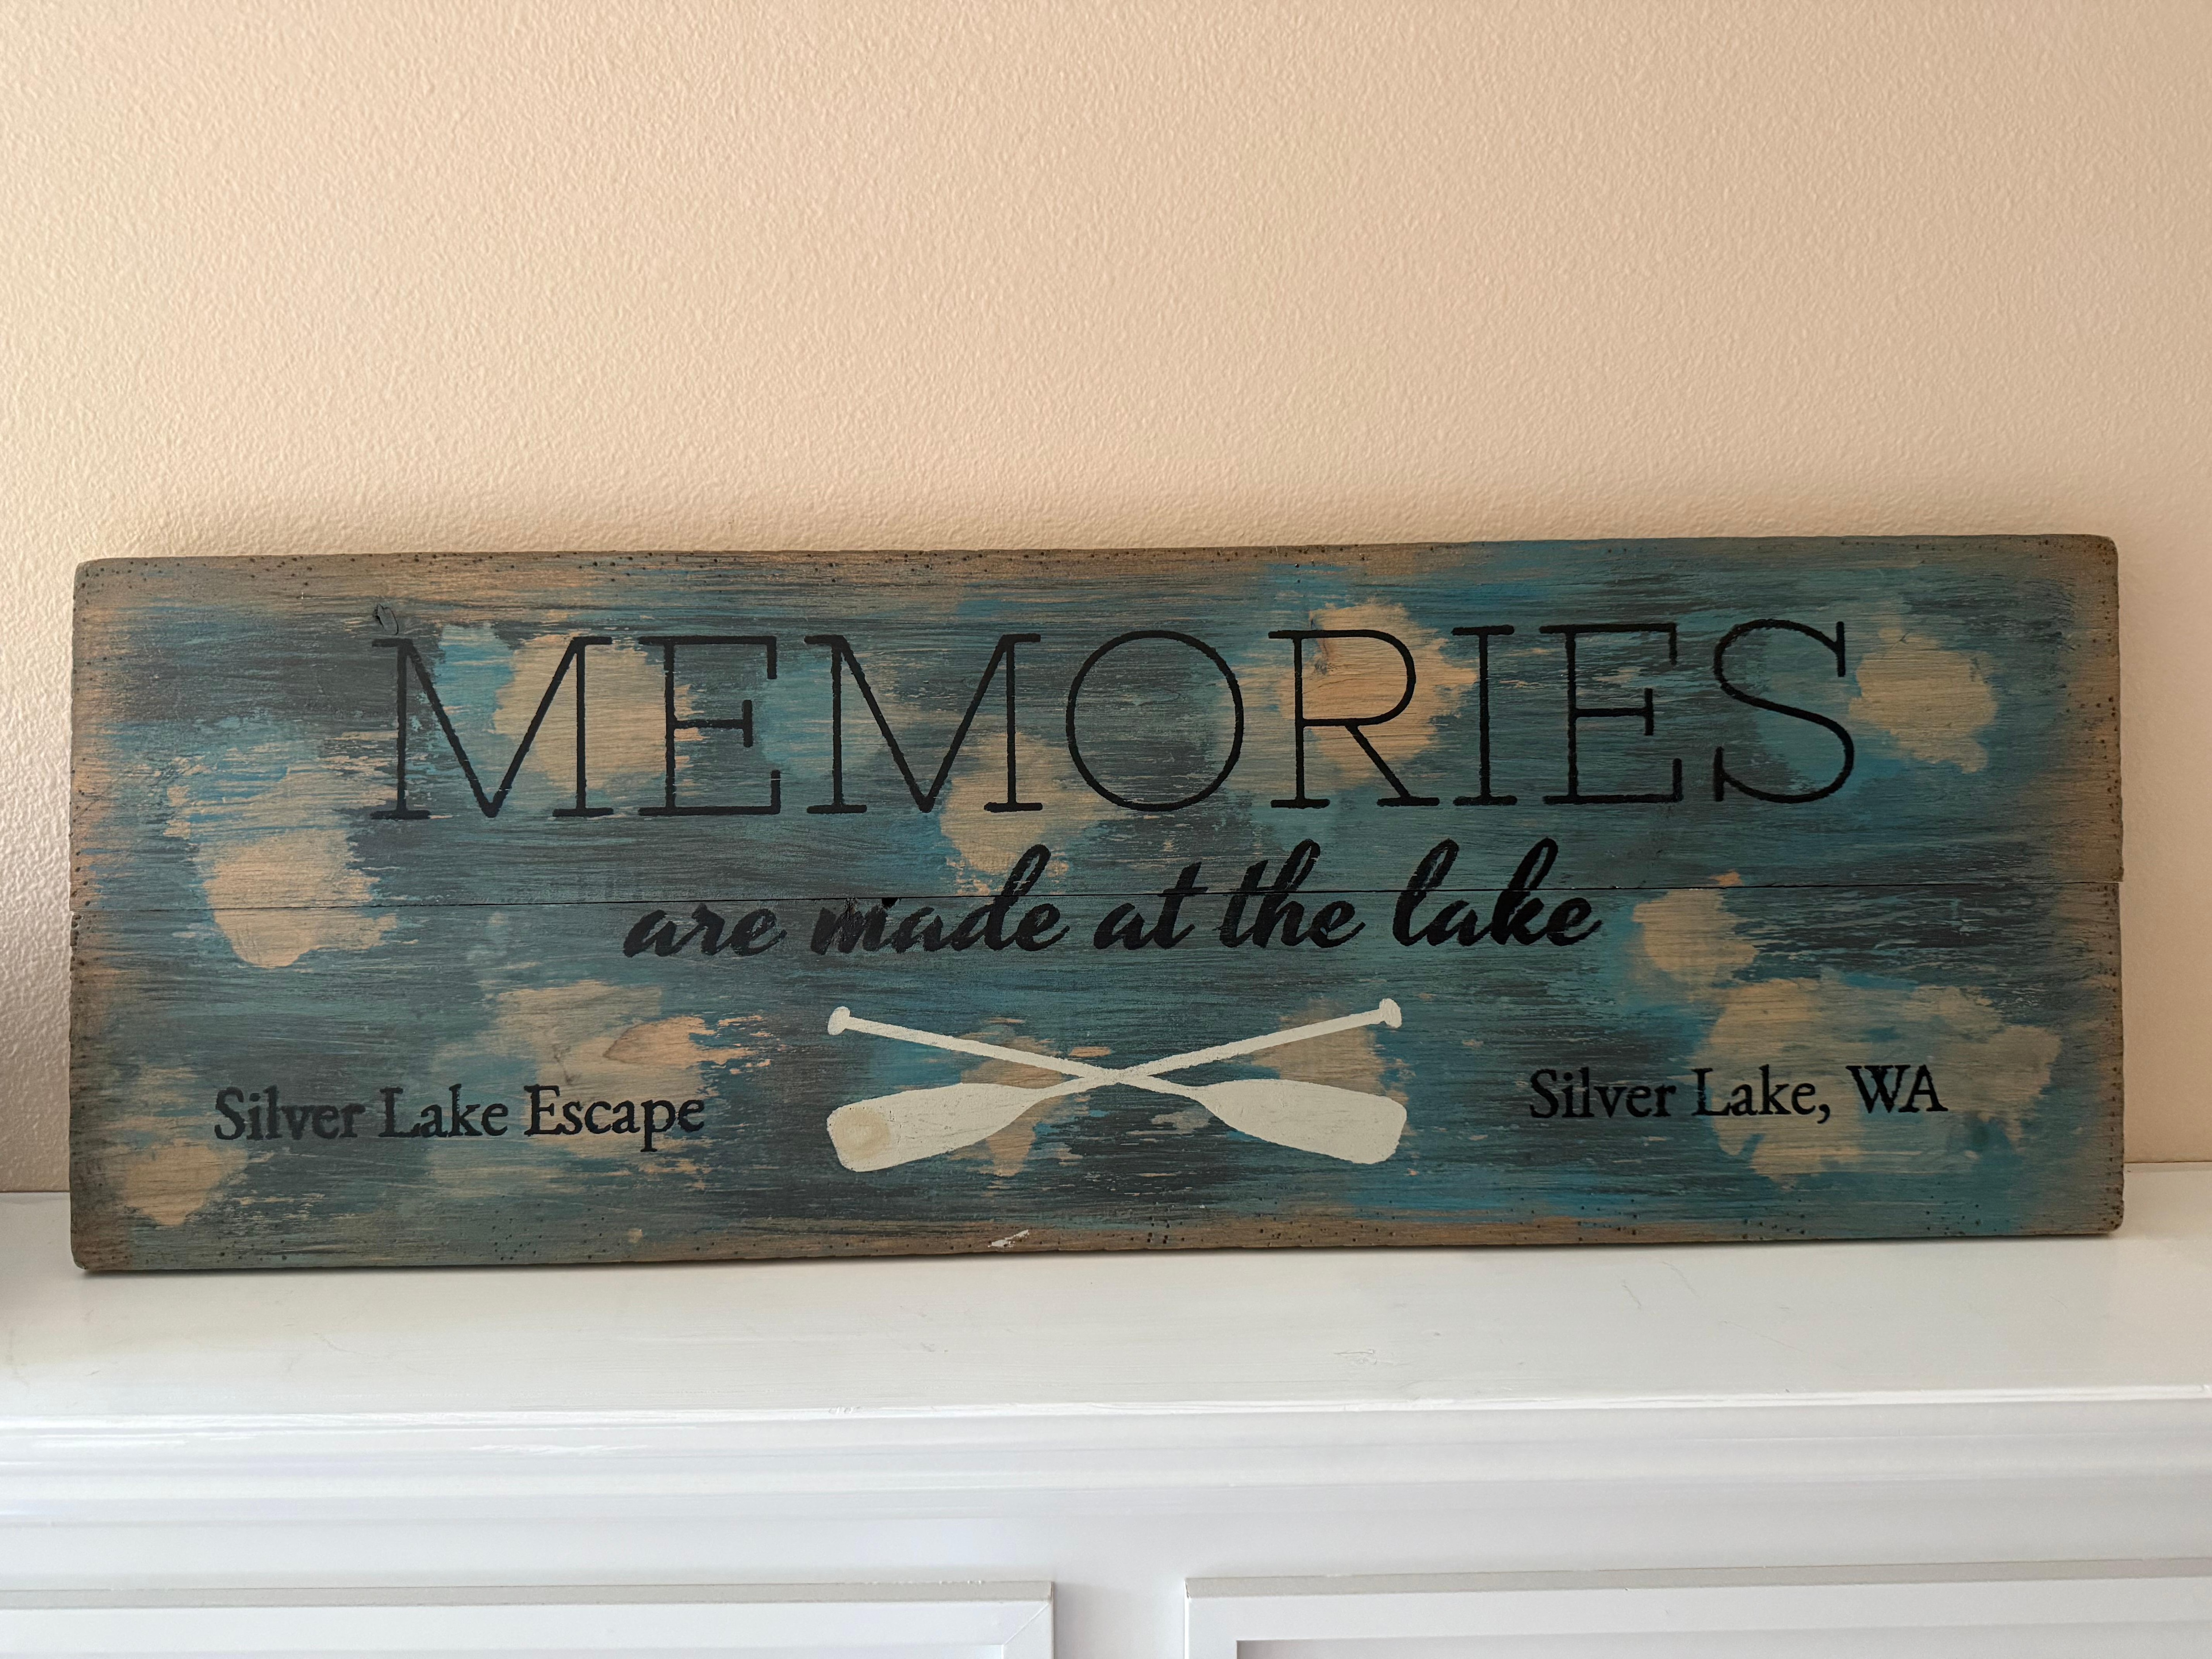 MEMORIES
are made at the lake
Silver Lake Escape
Silver Lake, WA